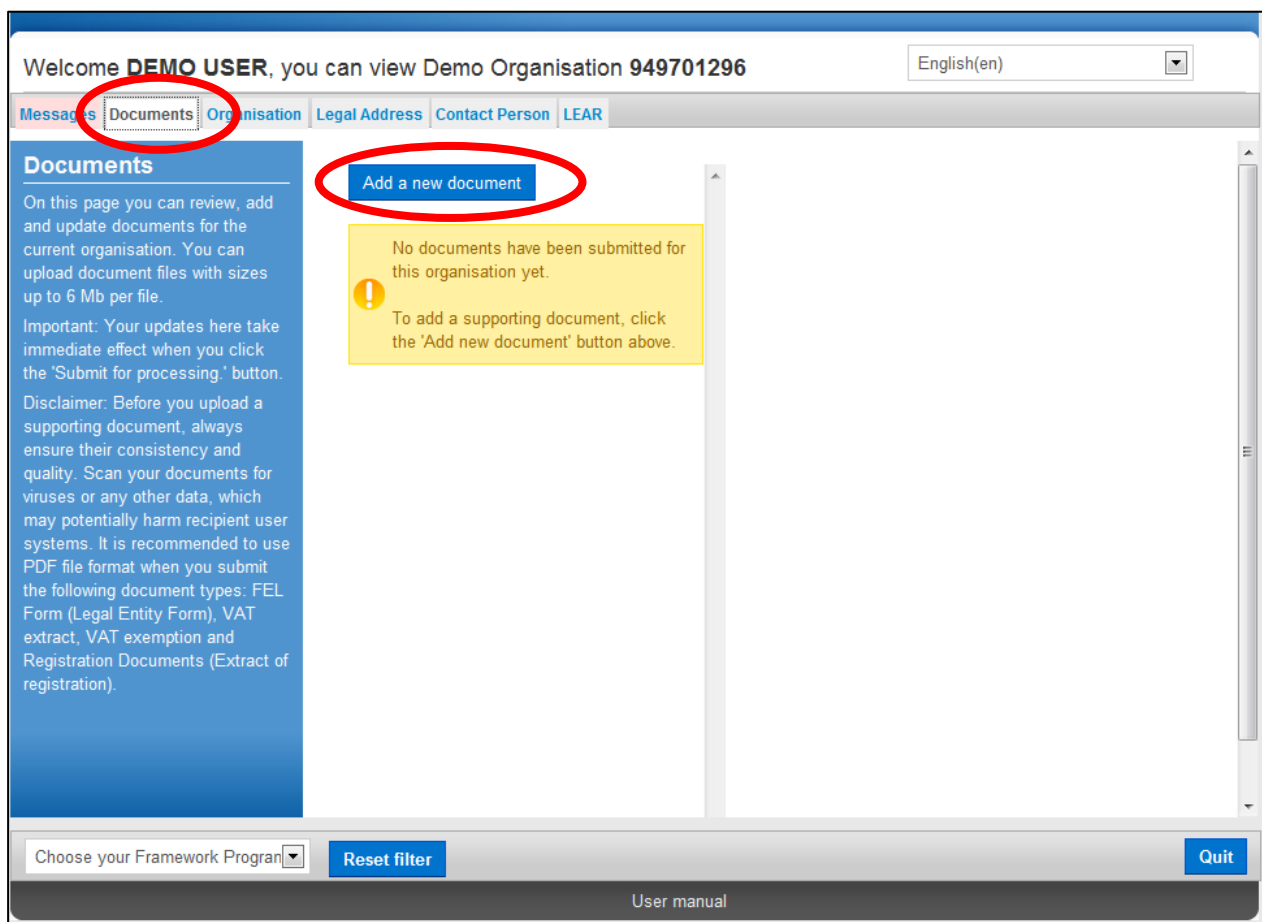 Welcome DEMO USER, you can view Demo Organisation 949701296
English(en)
Messages Documents Organisation Legal Address Contact Person LEAR
Documents
On this page you can review, add
and update documents for the
current organisation. You can
upload document files with sizes
up to 6 Mb per file.
Important: Your updates here take
immediate effect when you click
the 'Submit for processing.' button.
Disclaimer: Before you upload a
supporting document, always
ensure their consistency and
quality. Scan your documents for
viruses or any other data, which
may potentially harm recipient user
systems. It is recommended to use
PDF file format when you submit
the following document types: FEL
Form (Legal Entity Form), VAT
extract, VAT exemption and
Registration Documents (Extract of
registration).
Add a new document
No documents have been submitted for
this organisation yet.
To add a supporting document, click
the 'Add new document' button above.
Choose your Framework Progran
Reset filter
Quit
User manual